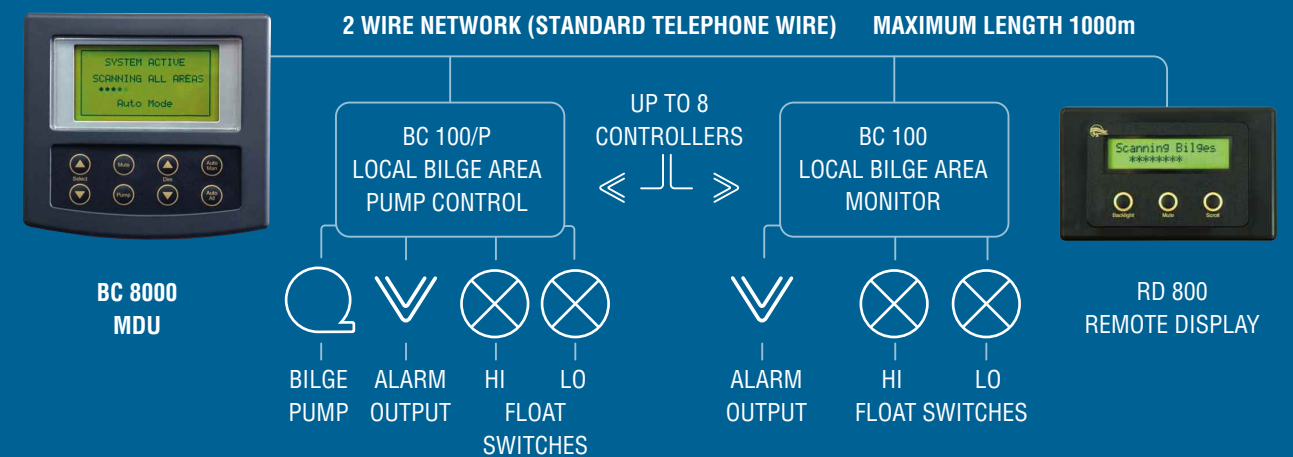 2 WIRE NETWORK (STANDARD TELEPHONE WIRE) MAXIMUM LENGTH 1000m
SYSTEM ACTIVE
SCANNING ALL AREAS
Auto Mode
Select
Mute
Pump
Dim
Auto
Man
Auto
All
BC 8000
MDU
BC 100/P
LOCAL BILGE AREA
PUMP CONTROL
UP TO 8
CONTROLLERS
BC 100
LOCAL BILGE AREA
MONITOR
Scanning Bilges
********
Backlight
Mute
Scroll
RD 800
REMOTE DISPLAY
BILGE
PUMP
ALARM
OUTPUT
HI
LO
FLOAT
SWITCHES
ALARM
OUTPUT
HI
LO
FLOAT SWITCHES